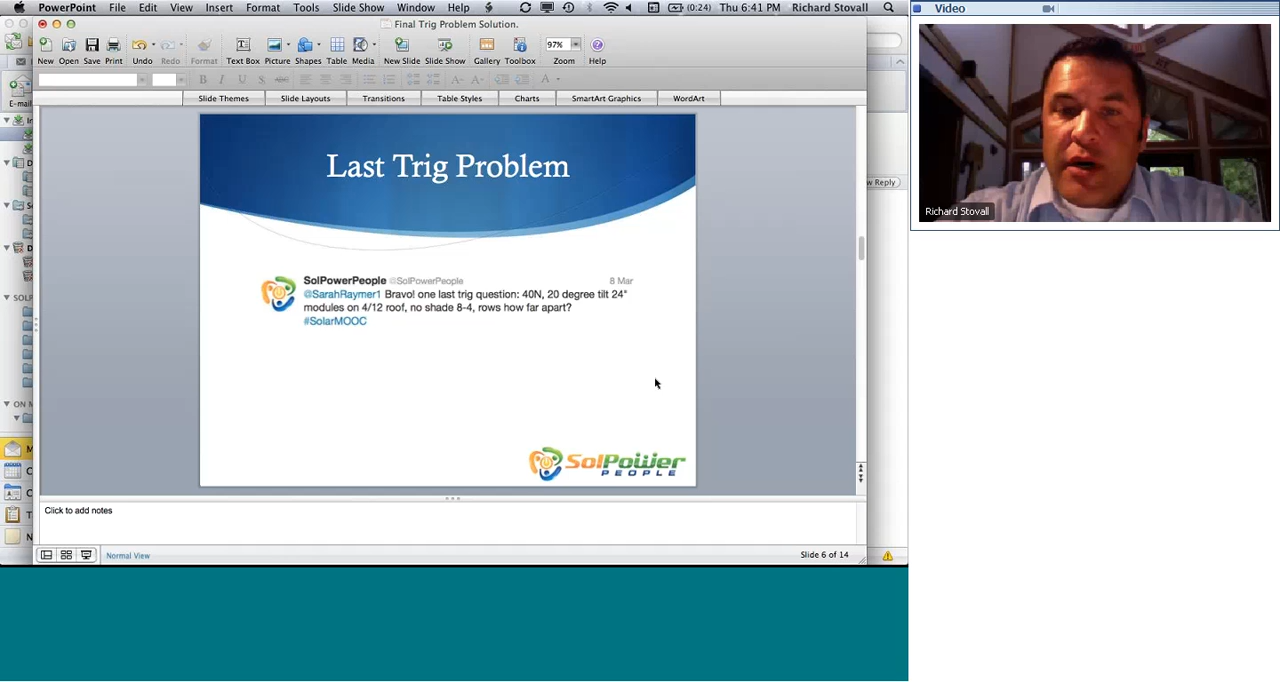 PowerPoint File Edit View Insert Format Tools Slide Show Window Help (0:24) Thu 6:41 PM Richard Stovall
Final Trig Problem Solution.
New Open Save Print Undo Redo Format Text Box Picture Shapes Table Media New Slide Slide Show Gallery Toolbox 97% Zoom Help
Slide Themes Slide Layouts Transitions Table Styles Charts SmartArt Graphics WordArt
E-mail
w Reply
Last Trig Problem
SolPowerPeople @SolPowerPeople 8 Mar
@SarahRaymer1 Bravo! one last trig question: 40N, 20 degree tilt 24"
modules on 4/12 roof, no shade 8-4, rows how far apart?
#SolarMOOC
SolPower
PEOPLE
Click to add notes
Normal View
Slide 6 of 14
Video
Richard Stovall
ON M